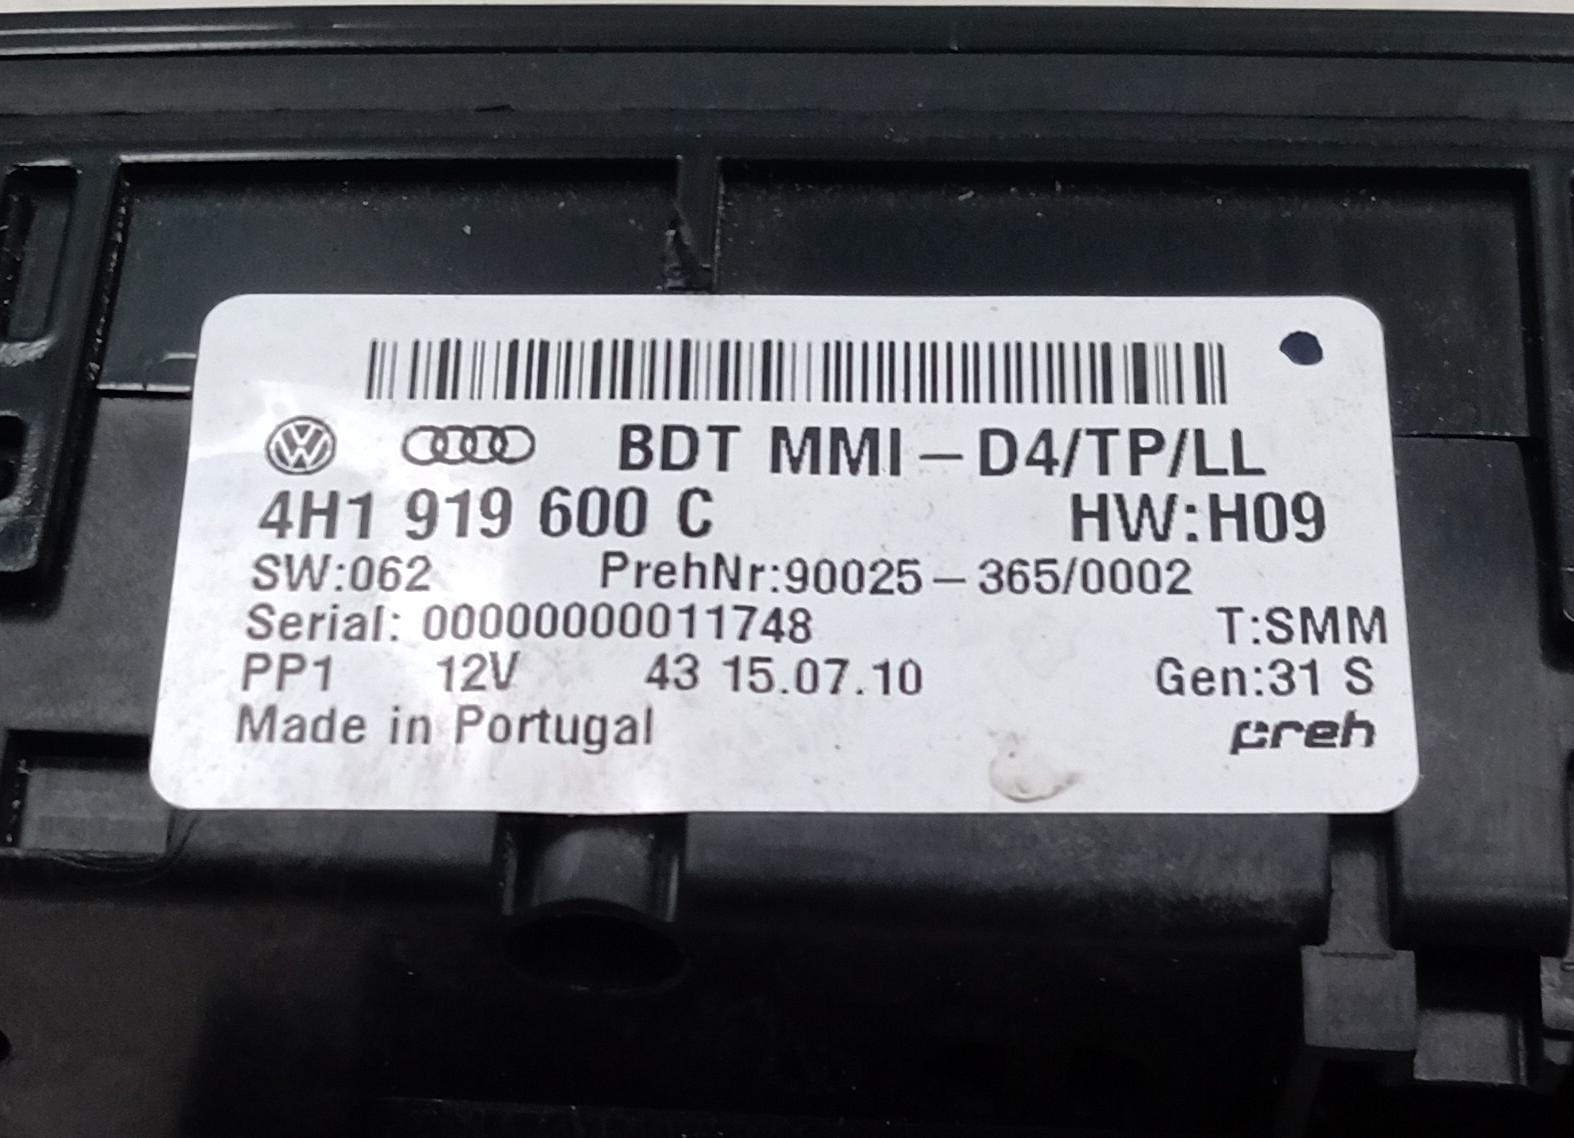 BDT MMI – D4/TP/LL
4H1 919 600 C HW:H09
SW:062 PrehNr:90025 – 365/0002
Serial: 00000000011748 T:SMM
PP1 12V 43 15.07.10 Gen:31 S
Made in Portugal preh